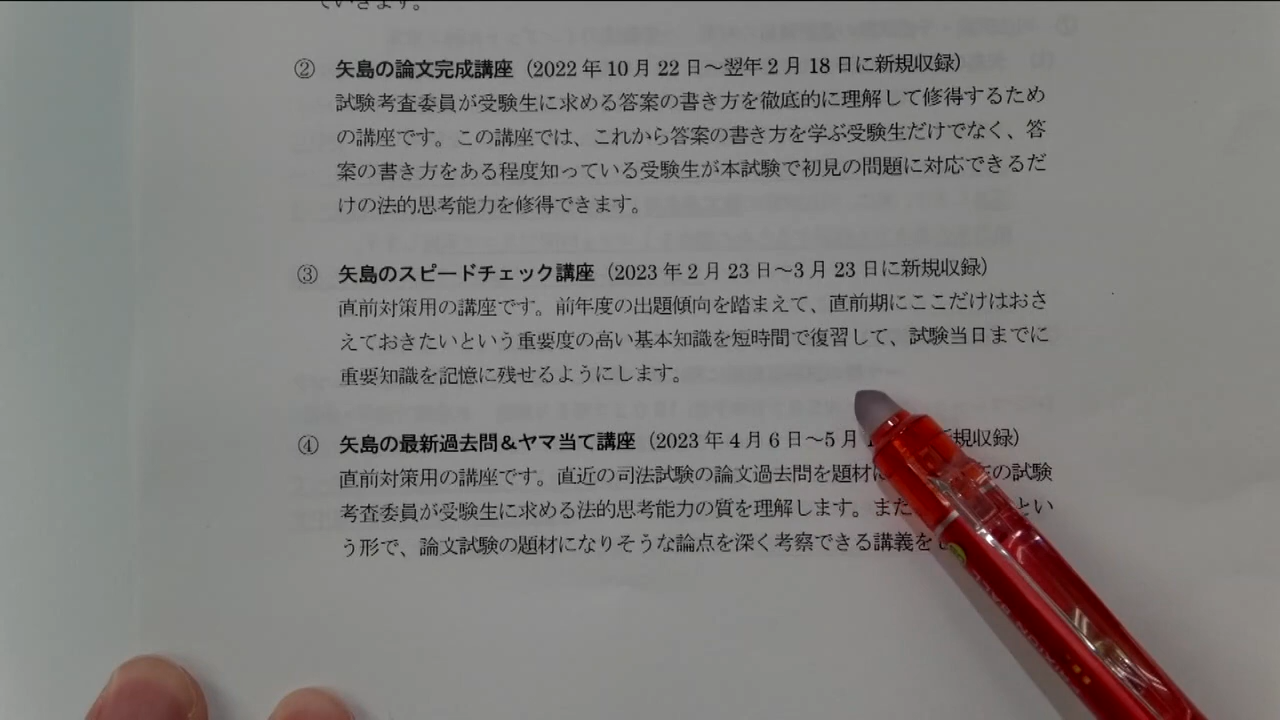 ていきます。
② 矢島の論文完成講座（2022年10月22日～翌年2月18日に新規収録）
試験考査委員が受験生に求める答案の書き方を徹底的に理解して修得するため
の講座です。この講座では、これから答案の書き方を学ぶ受験生だけでなく、答
案の書き方をある程度知っている受験生が本試験で初見の問題に対応できるだ
けの法的思考能力を修得できます。
③ 矢島のスピードチェック講座（2023年2月23日～3月23日に新規収録）
直前対策用の講座です。前年度の出題傾向を踏まえて、直前期にここだけはおさ
えておきたいという重要度の高い基本知識を短時間で復習して、試験当日までに
重要知識を記憶に残せるようにします。
④ 矢島の最新過去問＆ヤマ当て講座（2023年4月6日～5月 新規収録）
直前対策用の講座です。直近の司法試験の論文過去問を題材に の試験
考査委員が受験生に求める法的思考能力の質を理解します。また とい
う形で、論文試験の題材になりそうな論点を深く考察できる講義を